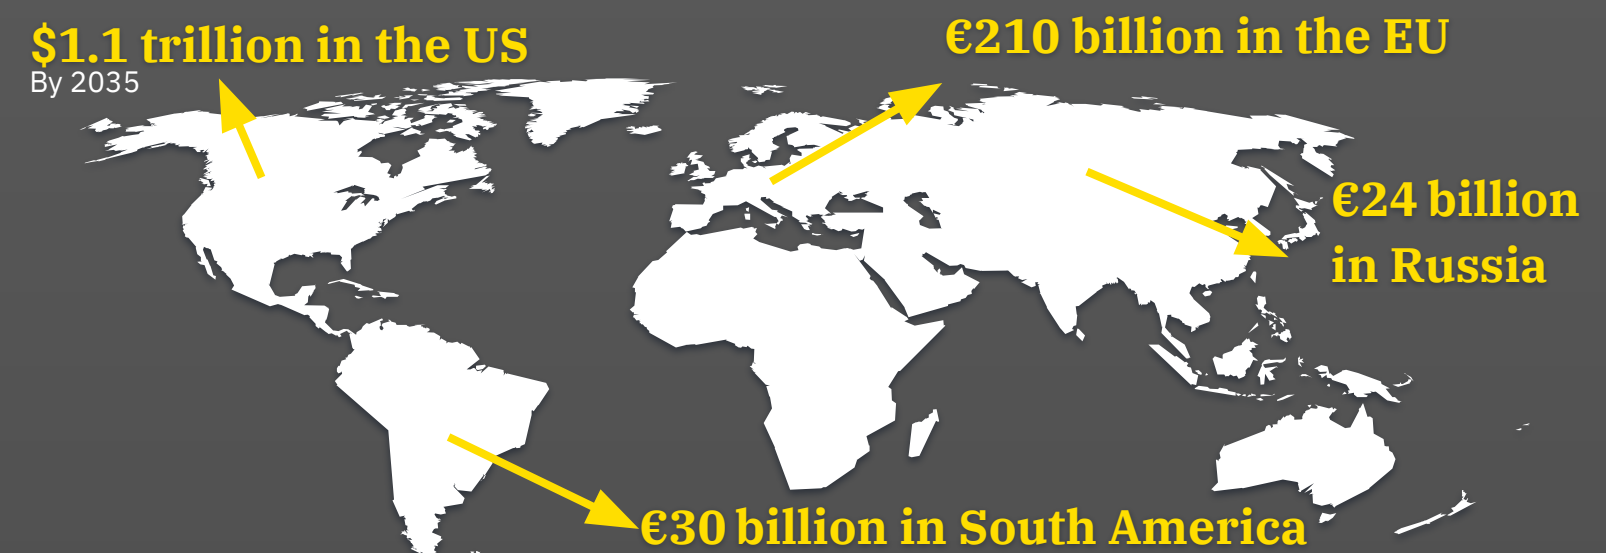 $1.1 trillion in the US
By 2035
€210 billion in the EU
€24 billion
in Russia
€30 billion in South America